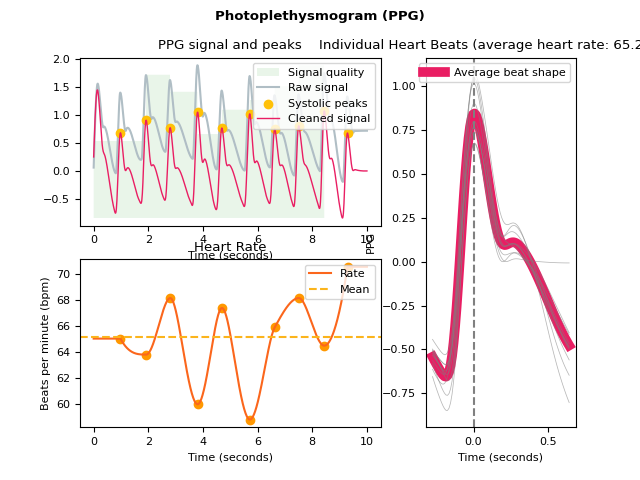 Photoplethysmogram (PPG)
PPG signal and peaks
Individual Heart Beats (average heart rate: 65.2
Signal quality
Raw signal
Systolic peaks
Cleaned signal
2.0
1.5
1.0
0.5
0.0
−0.5
0
2
4
6
8
10
Time (seconds)
Heart Rate
Rate
Mean
Beats per minute (bpm)
70
68
66
64
62
60
0
2
4
6
8
10
Time (seconds)
Average beat shape
PPG
1.00
0.75
0.50
0.25
0.00
−0.25
−0.50
−0.75
0.0
0.5
Time (seconds)